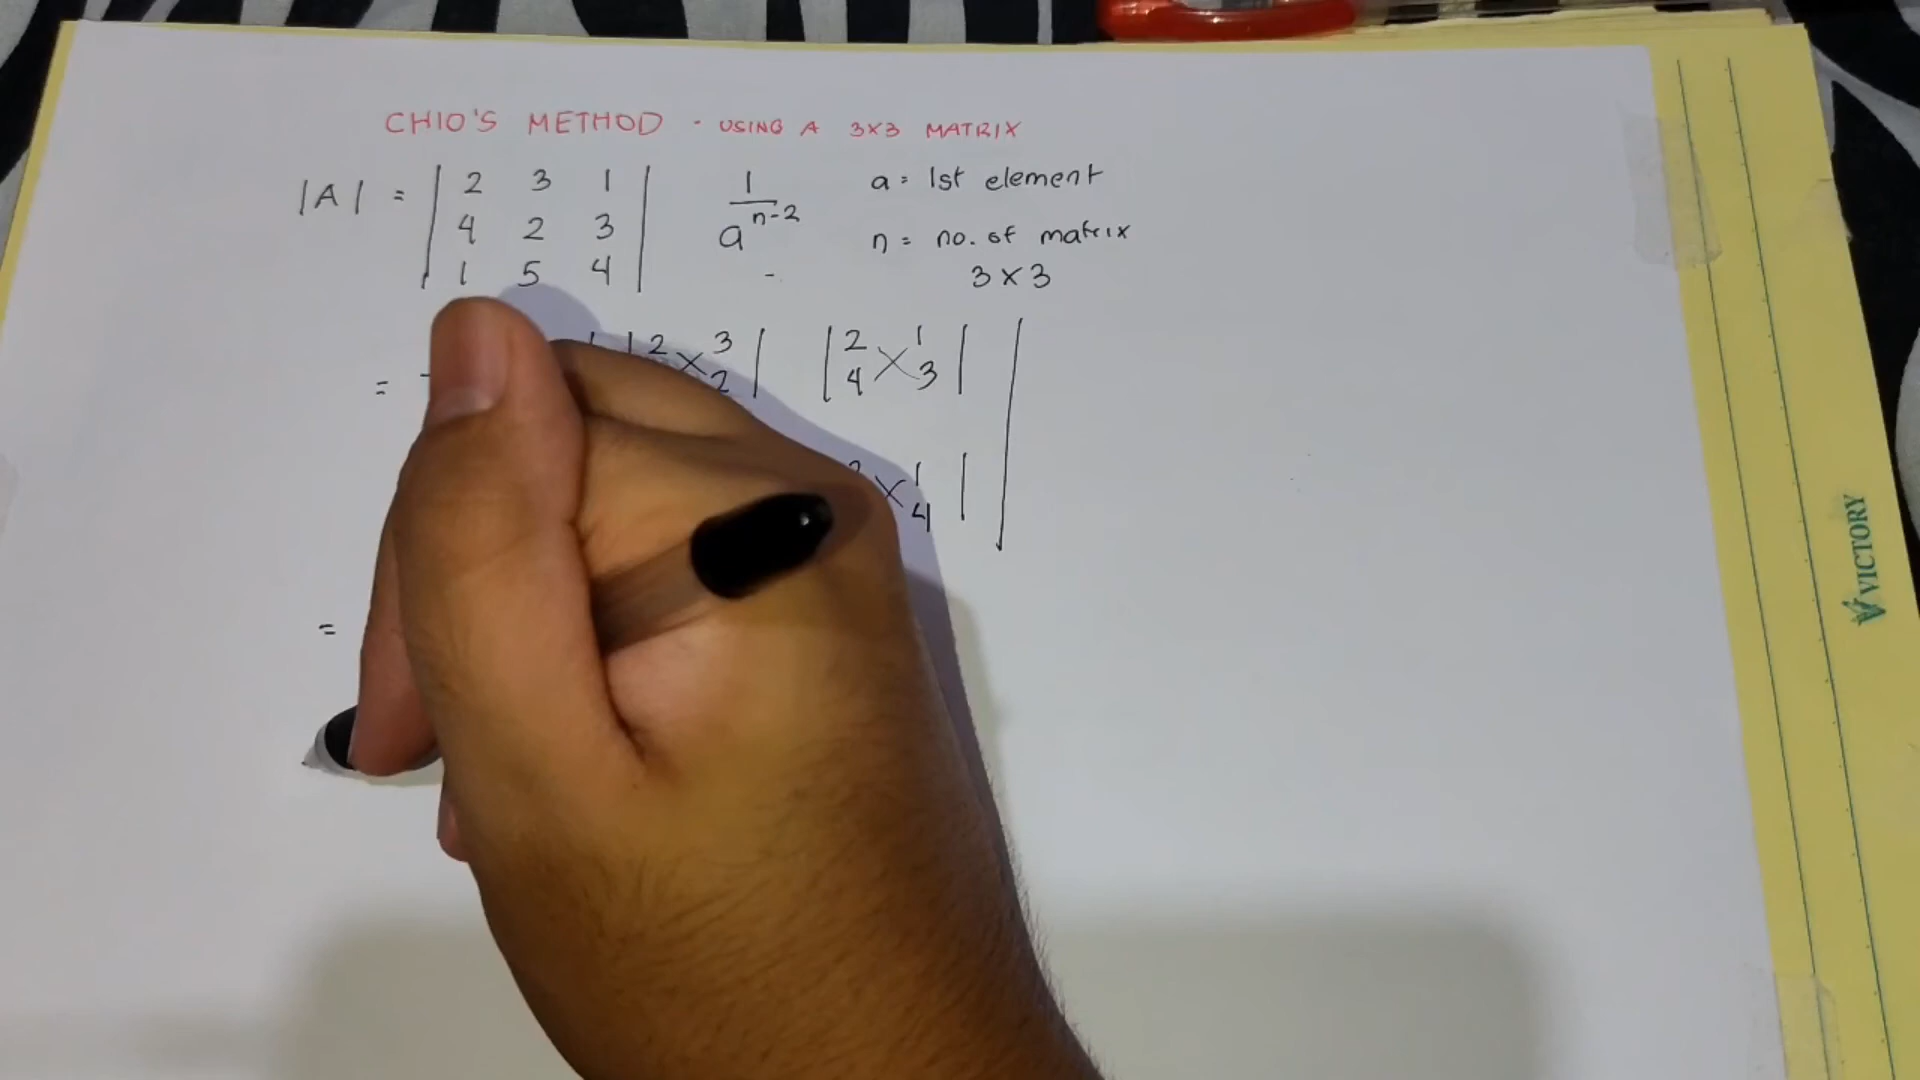 CHIO'S METHOD - USING A 3X3 MATRIX
|A| = | 2 3 1 |
| 4 2 3 |
| 1 5 4 |
1
a n-2
a = 1st element
n = no. of matrix
3 X 3
= | 2 3 | | 2 1 |
2 | | 4 3 |
1 |
4 |
=
VICTORY